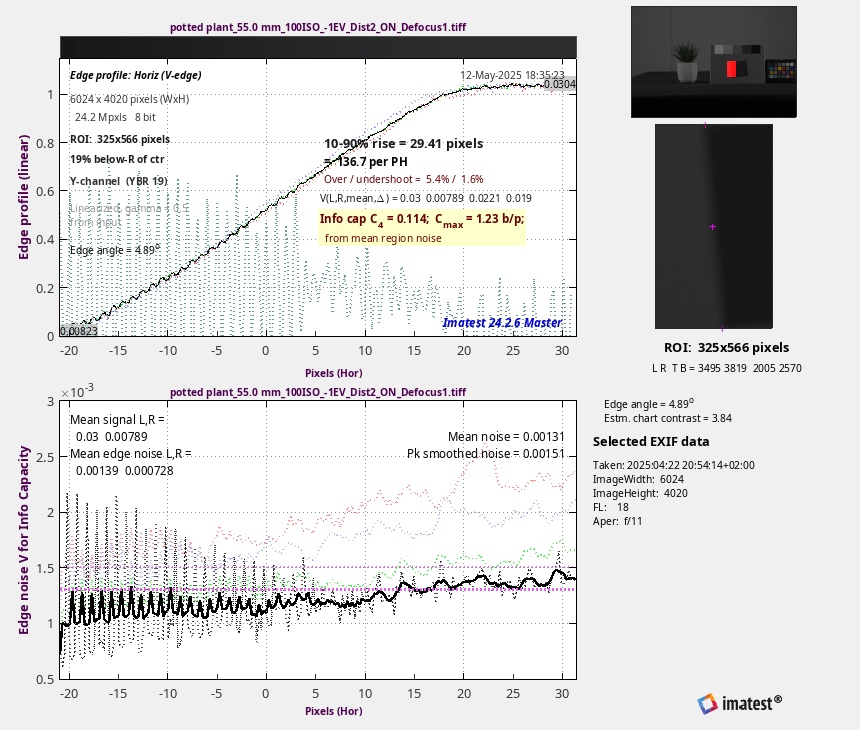 potted plant_55.0 mm_100ISO_-1EV_Dist2_ON_Defocus1.tiff
Edge profile: Horiz (V-edge)
12-May-2025 18:35:23
0.0304
6024 x 4020 pixels (WxH)
24.2 Mpxls 8 bit
ROI: 325x566 pixels
19% below-R of ctr
Y-channel (YBR 19)
Linearized, gamma = 0.5
from input
Edge angle = 4.89°
10-90% rise = 29.41 pixels
= 136.7 per PH
Over / undershoot = 5.4% / 1.6%
V(L,R,mean,Δ) = 0.03 0.00789 0.0221 0.019
Info cap C4 = 0.114; Cmax = 1.23 b/p;
from mean region noise
Imatest 24.2.6 Master
0.00823
Edge profile (linear)
1
0.8
0.6
0.4
0.2
0
-20 -15 -10 -5 0 5 10 15 20 25 30
Pixels (Hor)
×10-3
potted plant_55.0 mm_100ISO_-1EV_Dist2_ON_Defocus1.tiff
Mean signal L,R =
0.03 0.00789
Mean edge noise L,R =
0.00139 0.000728
Mean noise = 0.00131
Pk smoothed noise = 0.00151
Edge noise V for Info Capacity
3
2.5
2
1.5
1
0.5
-20 -15 -10 -5 0 5 10 15 20 25 30
Pixels (Hor)
ROI: 325x566 pixels
L R T B = 3495 3819 2005 2570
Edge angle = 4.89°
Estm. chart contrast = 3.84
Selected EXIF data
Taken: 2025:04:22 20:54:14+02:00
ImageWidth: 6024
ImageHeight: 4020
FL: 18
Aper: f/11
imatest®